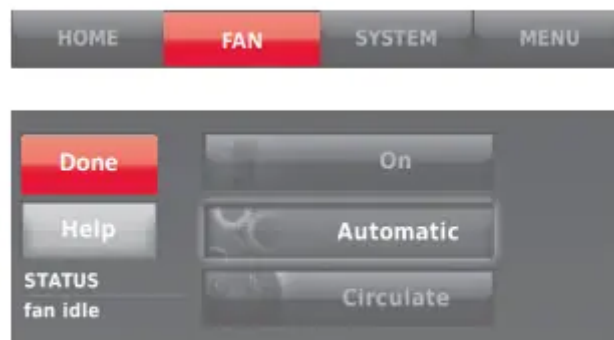 HOME FAN SYSTEM MENU
Done On
Help Automatic
STATUS
fan idle Circulate